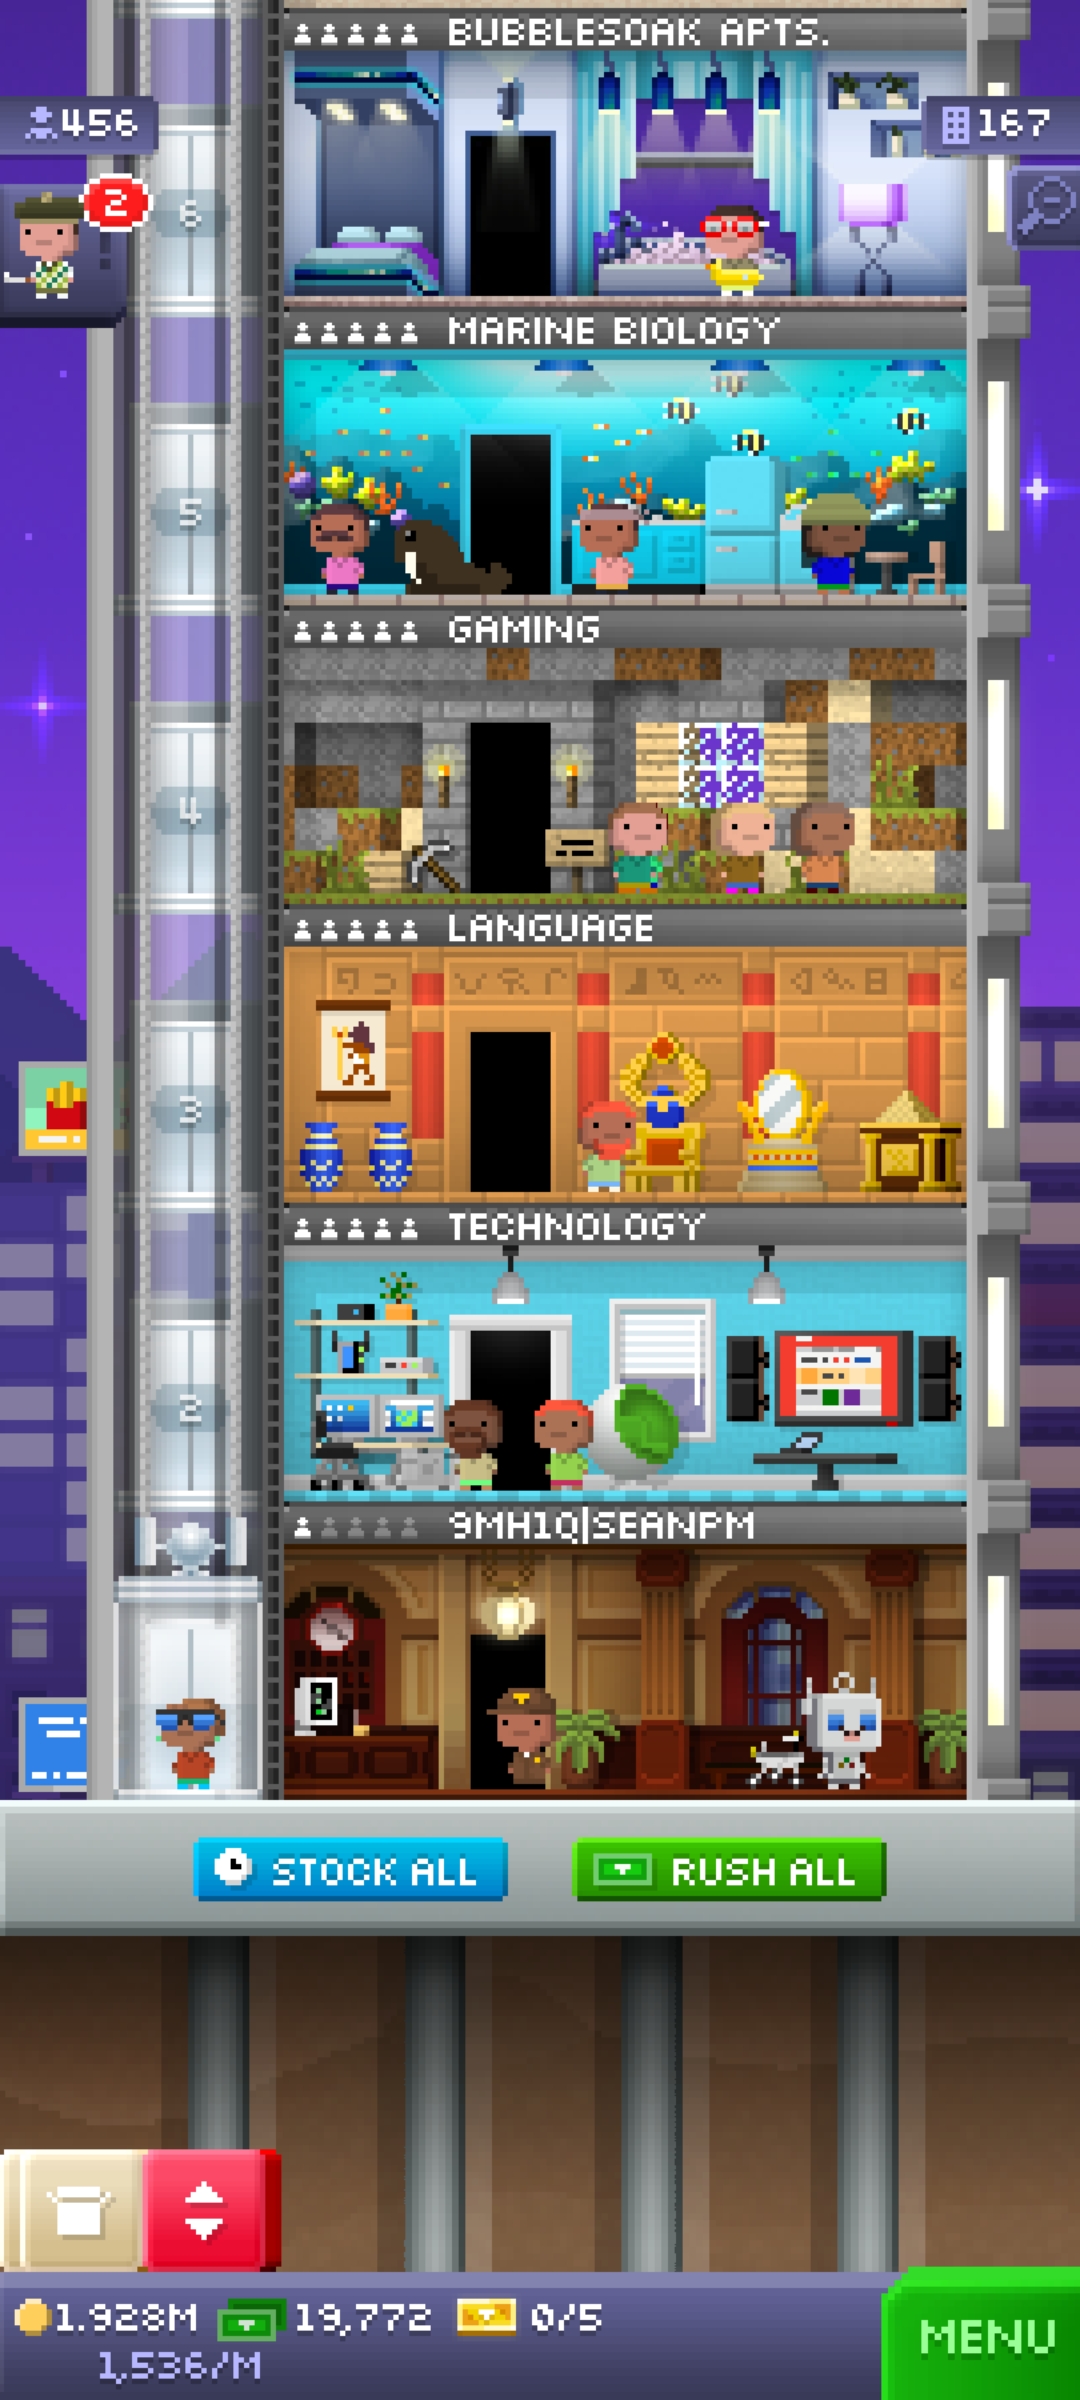 BUBBLESOAK APTS.
456
167
2
6
MARINE BIOLOGY
5
GAMING
4
LANGUAGE
3
TECHNOLOGY
2
9MH1Q|SEANPM
STOCK ALL
RUSH ALL
1.928M
19,772
0/5
1,536/M
MENU